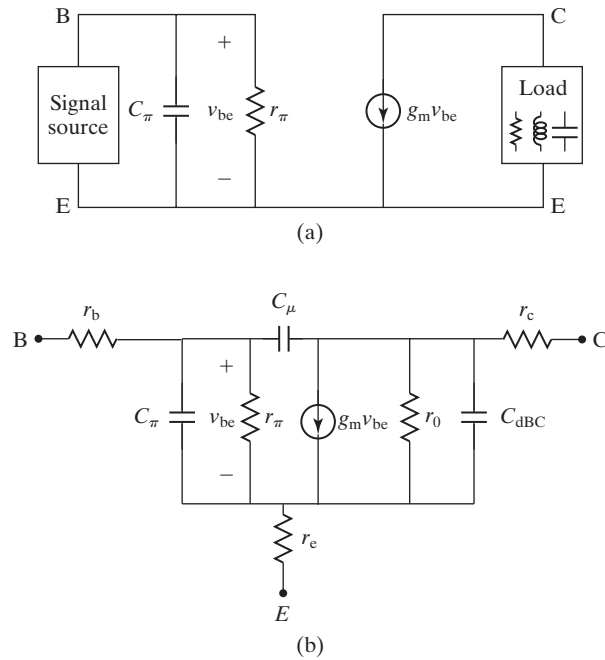 B
C
+
Signal
source
C_π
v_be
r_π
g_m v_be
Load
−
E
E
(a)
r_b
C_μ
r_c
B
C
+
C_π
v_be
r_π
g_m v_be
r_0
C_dBC
−
r_e
E
(b)